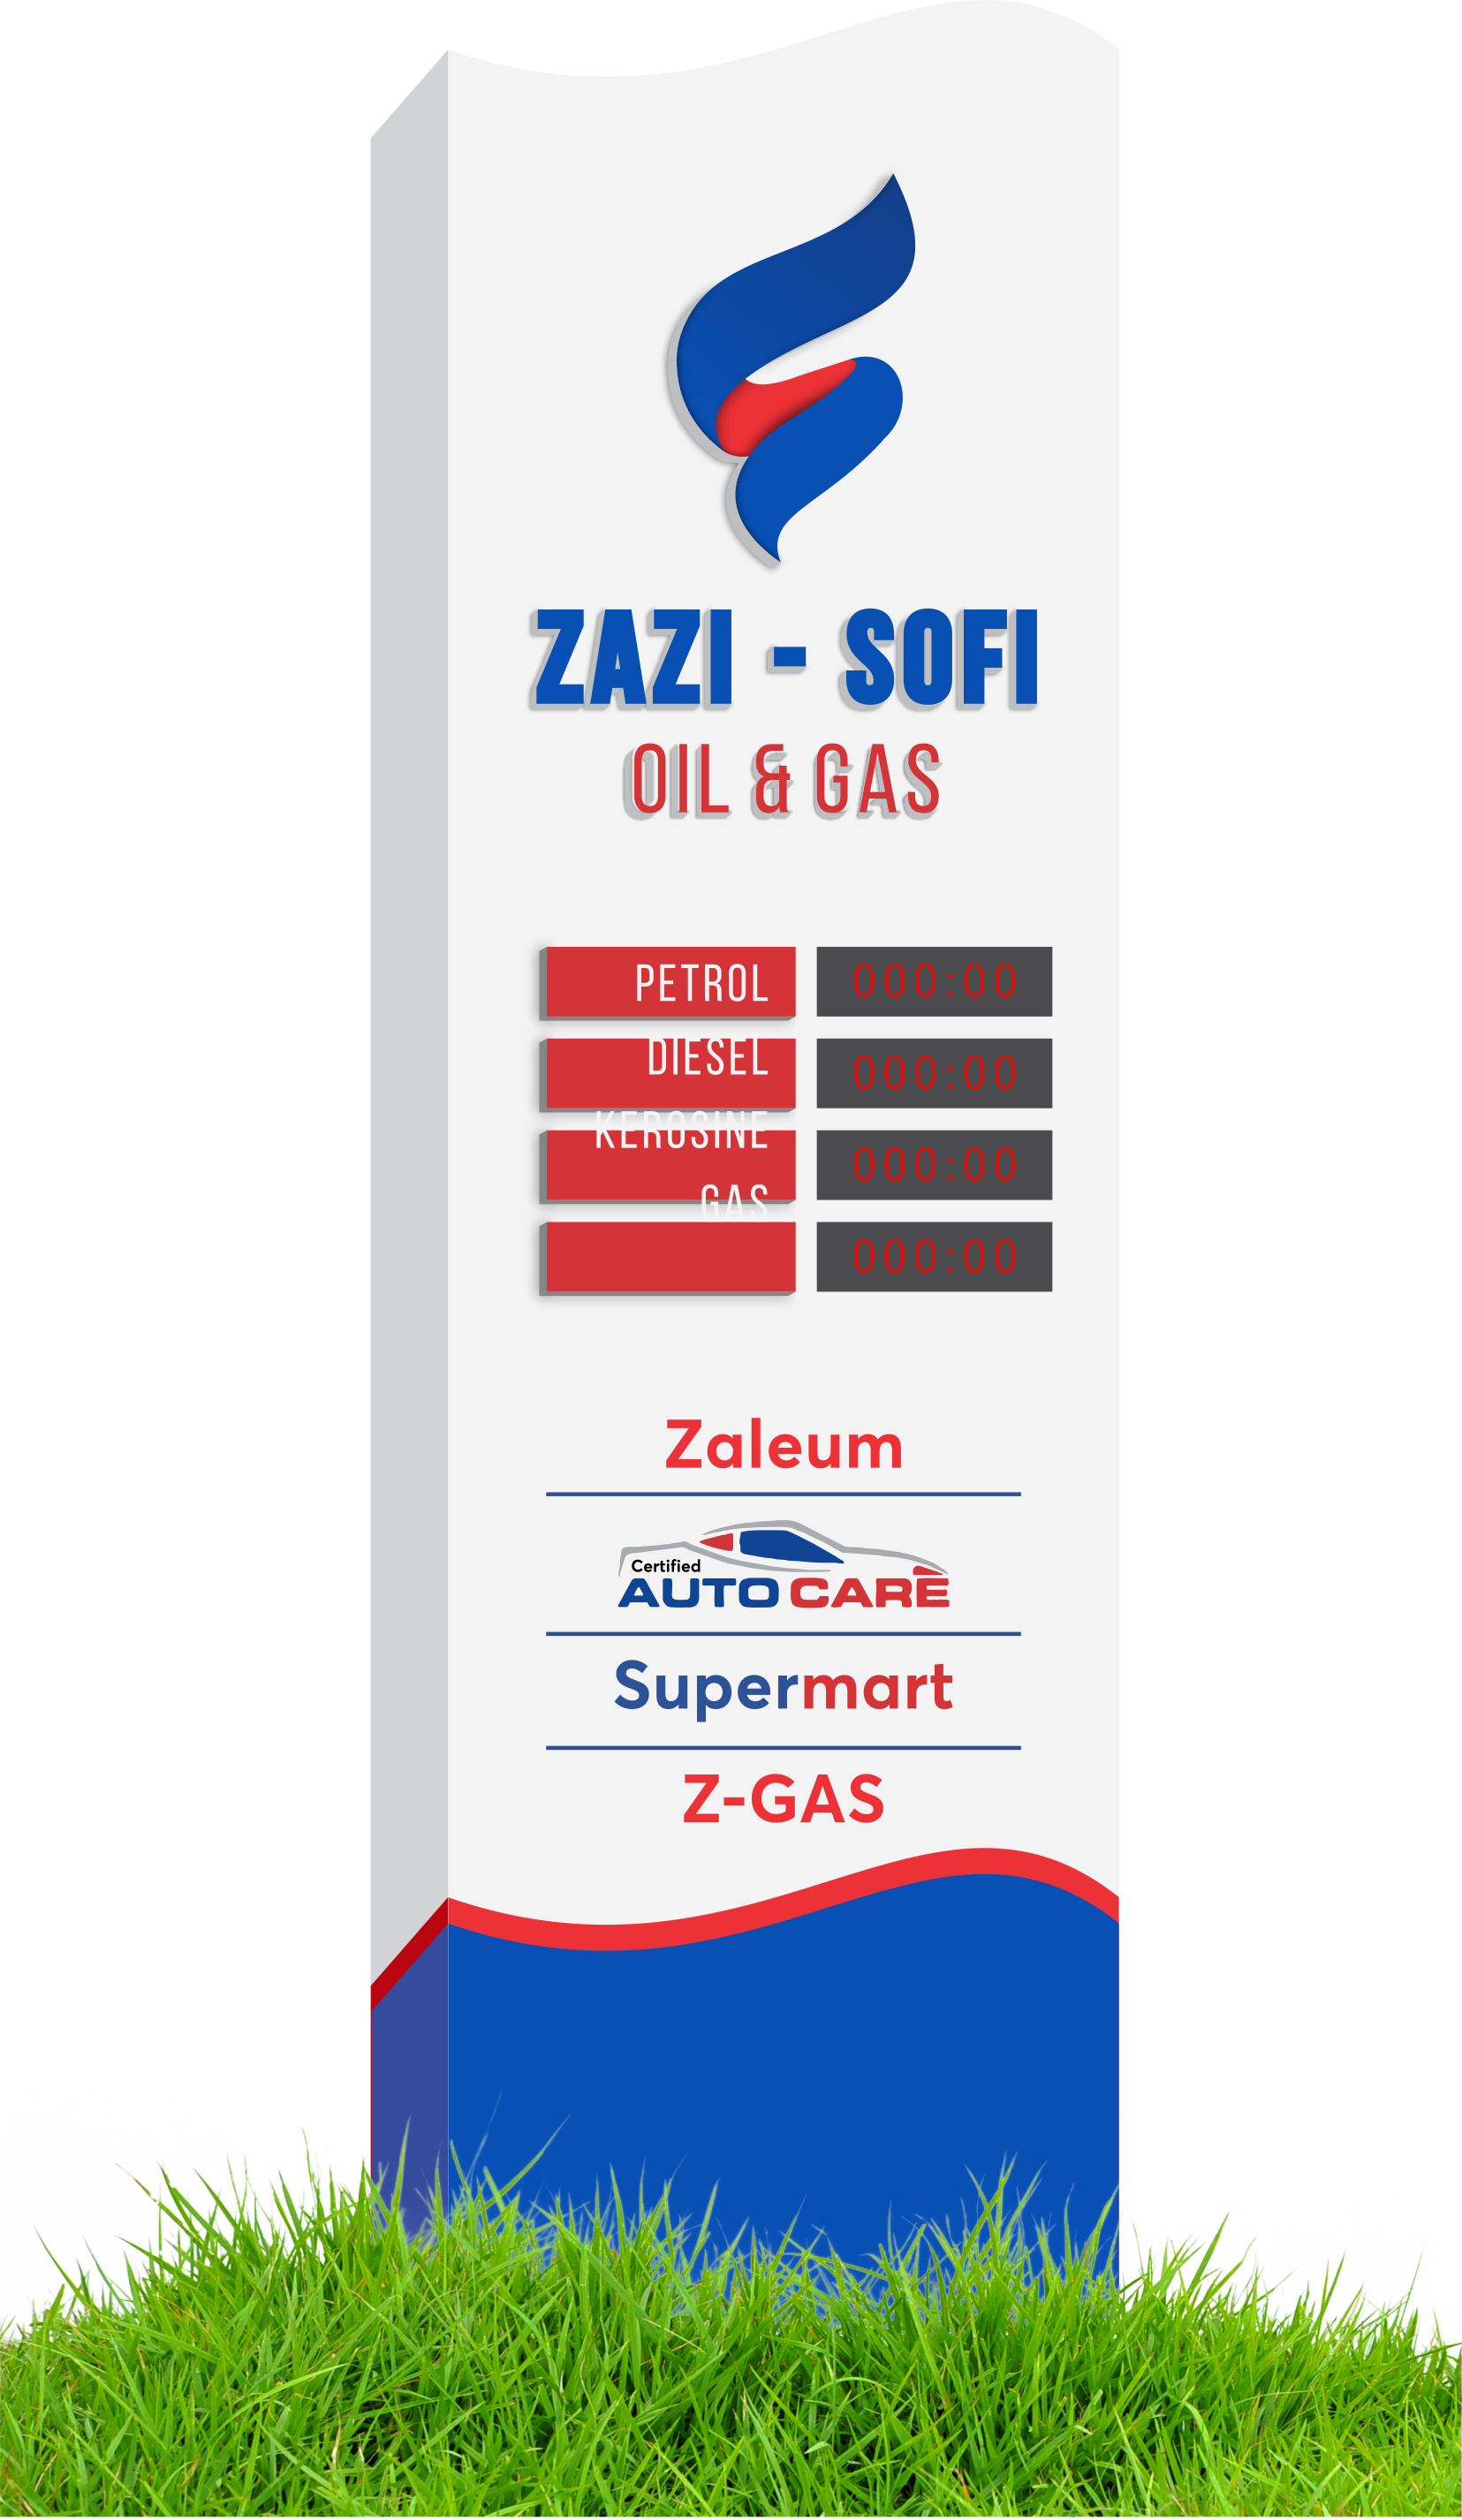 ZAZI - SOFI
OIL & GAS
PETROL 000:00
DIESEL 000:00
KEROSINE 000:00
GAS 000:00
Zaleum
Certified
AUTO CARE
Supermart
Z-GAS